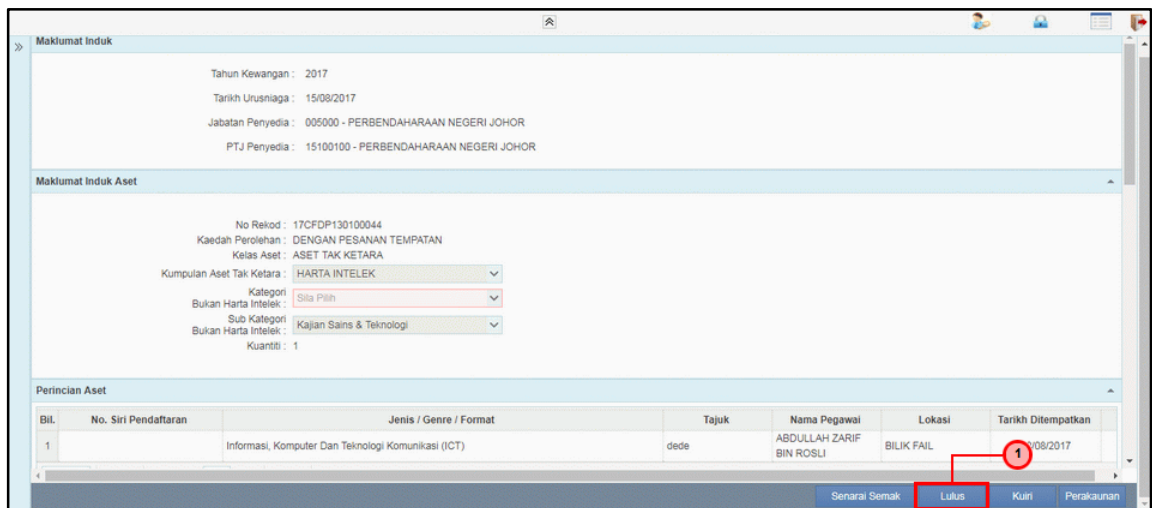 Maklumat Induk
Tahun Kewangan : 2017
Tarikh Urusniaga : 15/08/2017
Jabatan Penyedia : 005000 - PERBENDAHARAAN NEGERI JOHOR
PTJ Penyedia : 15100100 - PERBENDAHARAAN NEGERI JOHOR
Maklumat Induk Aset
No Rekod : 17CFDP130100044
Kaedah Perolehan : DENGAN PESANAN TEMPATAN
Kelas Aset : ASET TAK KETARA
Kumpulan Aset Tak Ketara : HARTA INTELEK
Kategori
Bukan Harta Intelek : Sila Pilih
Sub Kategori
Bukan Harta Intelek : Kajian Sains & Teknologi
Kuantiti : 1
Perincian Aset
Bil. No. Siri Pendaftaran Jenis / Genre / Format Tajuk Nama Pegawai Lokasi Tarikh Ditempatkan
1 Informasi, Komputer Dan Teknologi Komunikasi (ICT) dede ABDULLAH ZARIF BILIK FAIL /08/2017
BIN ROSLI
1
Senarai Semak Lulus Kuiri Perakaunan